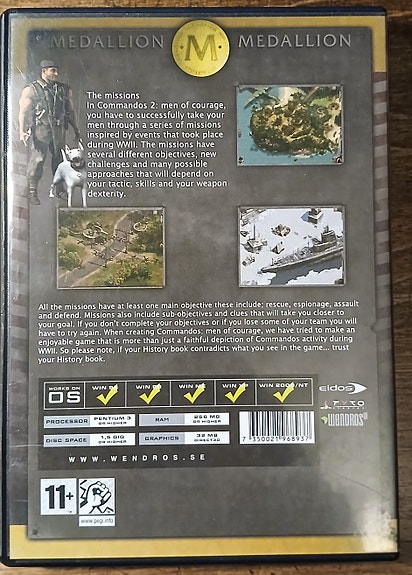 MEDALLION M MEDALLION
The missions
In Commandos 2: men of courage,
you have to successfully take your
men through a series of missions
inspired by events that took place
during WWII. The missions have
several different objectives, new
challenges and many possible
approaches that will depend on
your tactic, skills and your weapon
dexterity.
All the missions have at least one main objective these include; rescue, espionage, assault
and defend. Missions also include sub-objectives and clues that will take you closer to
your goal. If you don't complete your objectives or if you lose some of your team you will
have to try again. When creating Commandos: men of courage, we have tried to make an
enjoyable game that is more than just a faithful depiction of Commandos activity during
WWII. So please note, if your History book contradicts what you see in the game... trust
your History book.
WORKS ON OS WIN WIN WIN WIN XP WIN 2000/NT
eidos
PYRO
WENDROS
PROCESSOR PENTIUM 3 OR HIGHER RAM 256 MB OR HIGHER
DISC SPACE 1,5 GIG OR HIGHER GRAPHICS 32 MB DIRECT3D
7 350021 968937
WWW.WENDROS.SE
11+
www.pegi.info